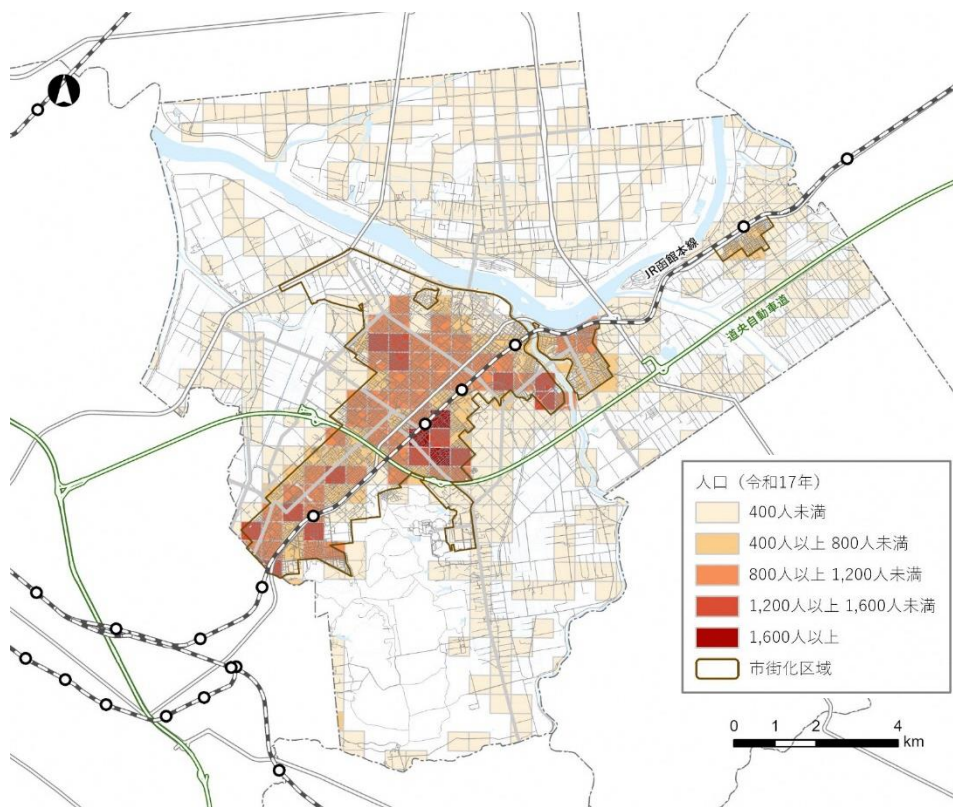 JR函館本線
道央自動車道
人口（令和17年）
400人未満
400人以上 800人未満
800人以上 1,200人未満
1,200人以上 1,600人未満
1,600人以上
市街化区域
0 1 2 4
km